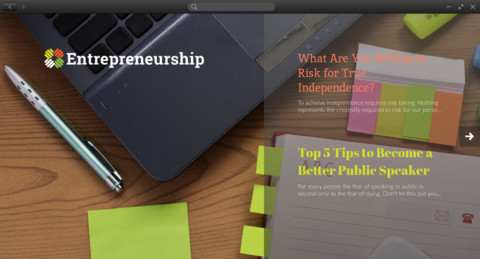 Entrepreneurship
What Are You Willing to
Risk for True
Independence?
To achieve independence requires risk taking. Nothing
represents the creativity required to risk for our perso...
Top 5 Tips to Become a
Better Public Speaker
For many people the fear of speaking in public is
second only to the fear of dying. Don't let this put you...